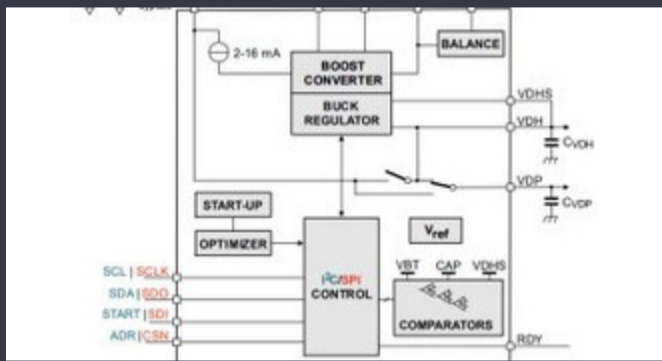 2-16 mA
BALANCE
BOOST
CONVERTER
BUCK
REGULATOR
VDHS
VDH
CVDH
VDP
CVDP
START-UP
OPTIMIZER
Vref
SCL | SCLK
SDA | SDO
START | SDI
ADR | CSN
I²C/SPI
CONTROL
VBT CAP VDHS
COMPARATORS
RDY